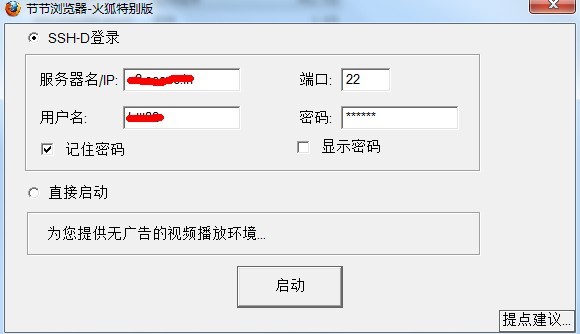 节节浏览器-火狐特别版
SSH-D登录
服务器名/IP:
端口: 22
用户名:
密码: ******
记住密码
显示密码
直接启动
为您提供无广告的视频播放环境...
启动
提点建议...